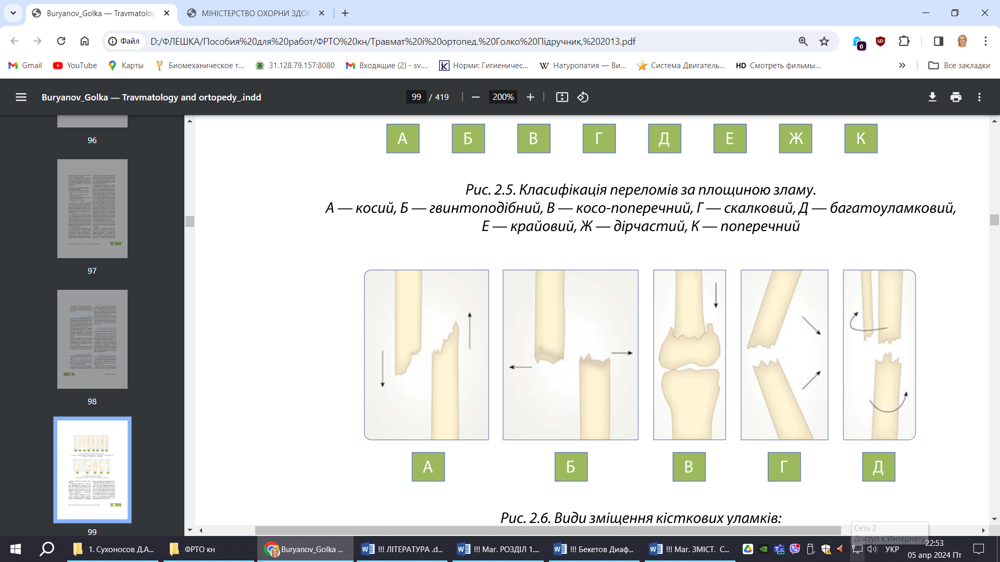 Buryanov_Golka — Travmatolog
МІНІСТЕРСТВО ОХОРНИ ЗДОР
Файл
D:/ФЛЕШКА/Пособия%20для%20работ/ФРТО%20кн/Травмат%20і%20ортопед.%20Голко%20Підручник,%202013.pdf
0
Gmail
YouTube
Карты
Биомеханическое т...
31.128.79.157:8080
Входящие (2) - sv....
Норми: Гигиеничес...
Натуропатия — Ви...
Система Двигатель...
HD Смотреть фильмы...
Все закладки
Buryanov_Golka — Travmatology and ortopedy_.indd
99 / 419
200%
96
97
98
99
А Б В Г Д Е Ж К
Рис. 2.5. Класифікація переломів за площиною зламу.
А — косий, Б — гвинтоподібний, В — косо-поперечний, Г — скалковий, Д — багатоуламковий,
Е — крайовий, Ж — дірчастий, К — поперечний
А Б В Г Д
Рис. 2.6. Види зміщення кісткових уламків:
Сеть 2
Доступ к Интернету
1. Сухоносов Д.А...
ФРТО кн
Buryanov_Golka ...
!!! ЛІТЕРАТУРА .d...
!!! Маг. РОЗДІЛ 1....
!!! Бекетов Диаф...
!!! Маг. ЗМІСТ. С...
УКР
22:53
05 апр 2024 Пт